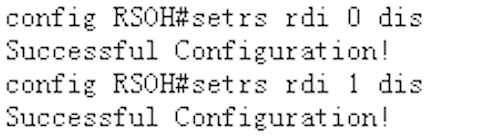 config RSOH#setrs rdi 0 dis
Successful Configuration!
config RSOH#setrs rdi 1 dis
Successful Configuration!